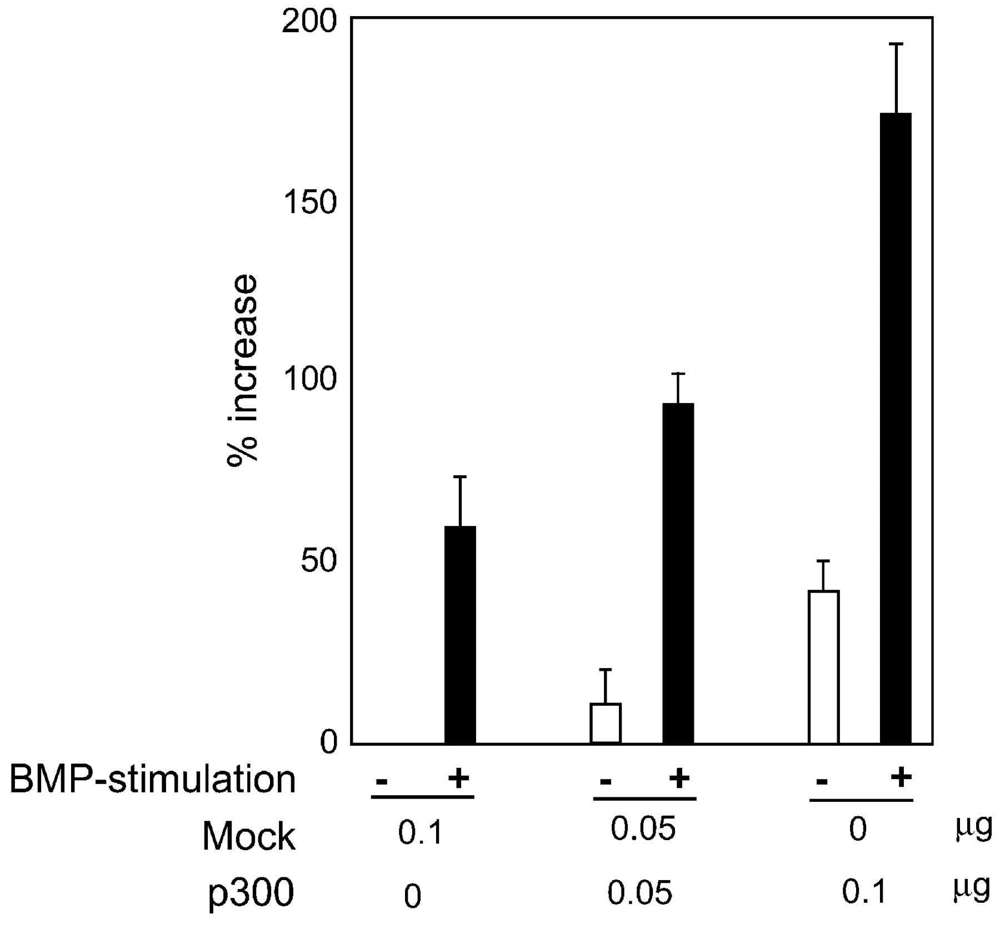 200
150
100
50
0
% increase
BMP-stimulation - + - + - +
Mock 0.1 0.05 0 μg
p300 0 0.05 0.1 μg